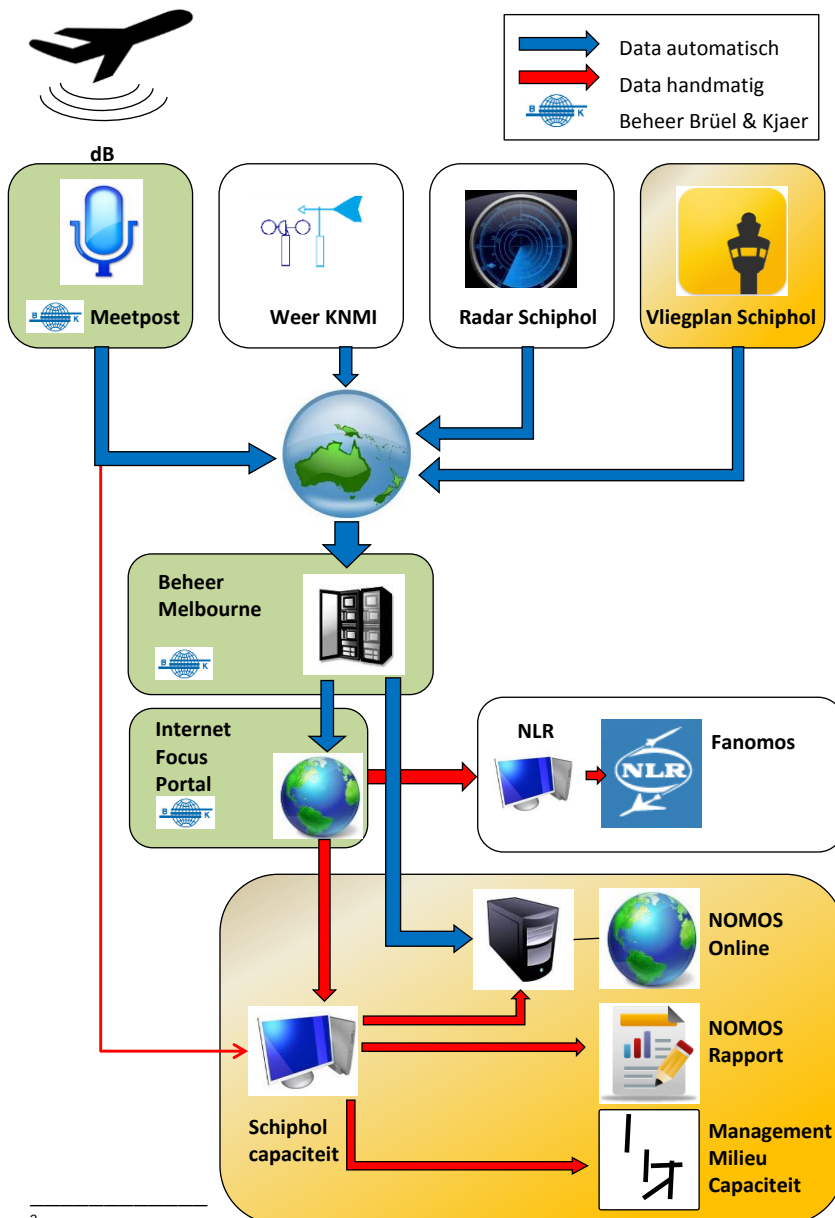 Data automatisch
Data handmatig
B K
Beheer Brüel & Kjaer
dB
B K
Meetpost
Weer KNMI
Radar Schiphol
Vliegplan Schiphol
Beheer
Melbourne
B K
Internet
Focus
Portal
B K
NLR
Fanomos
NLR
NOMOS
Online
NOMOS
Rapport
Schiphol
capaciteit
Management
Milieu
Capaciteit